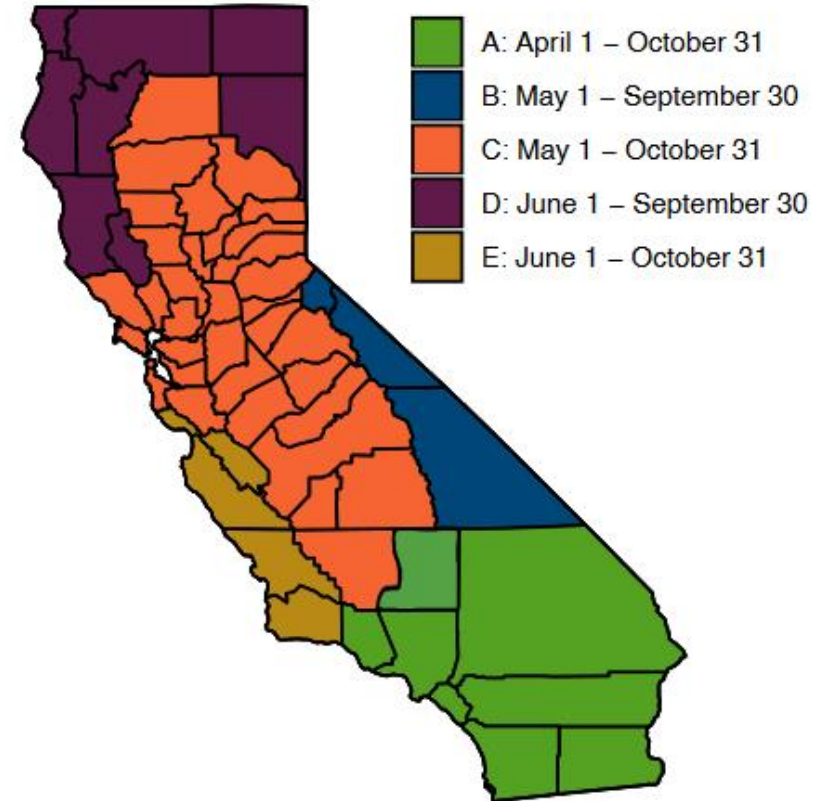 A: April 1 – October 31
B: May 1 – September 30
C: May 1 – October 31
D: June 1 – September 30
E: June 1 – October 31